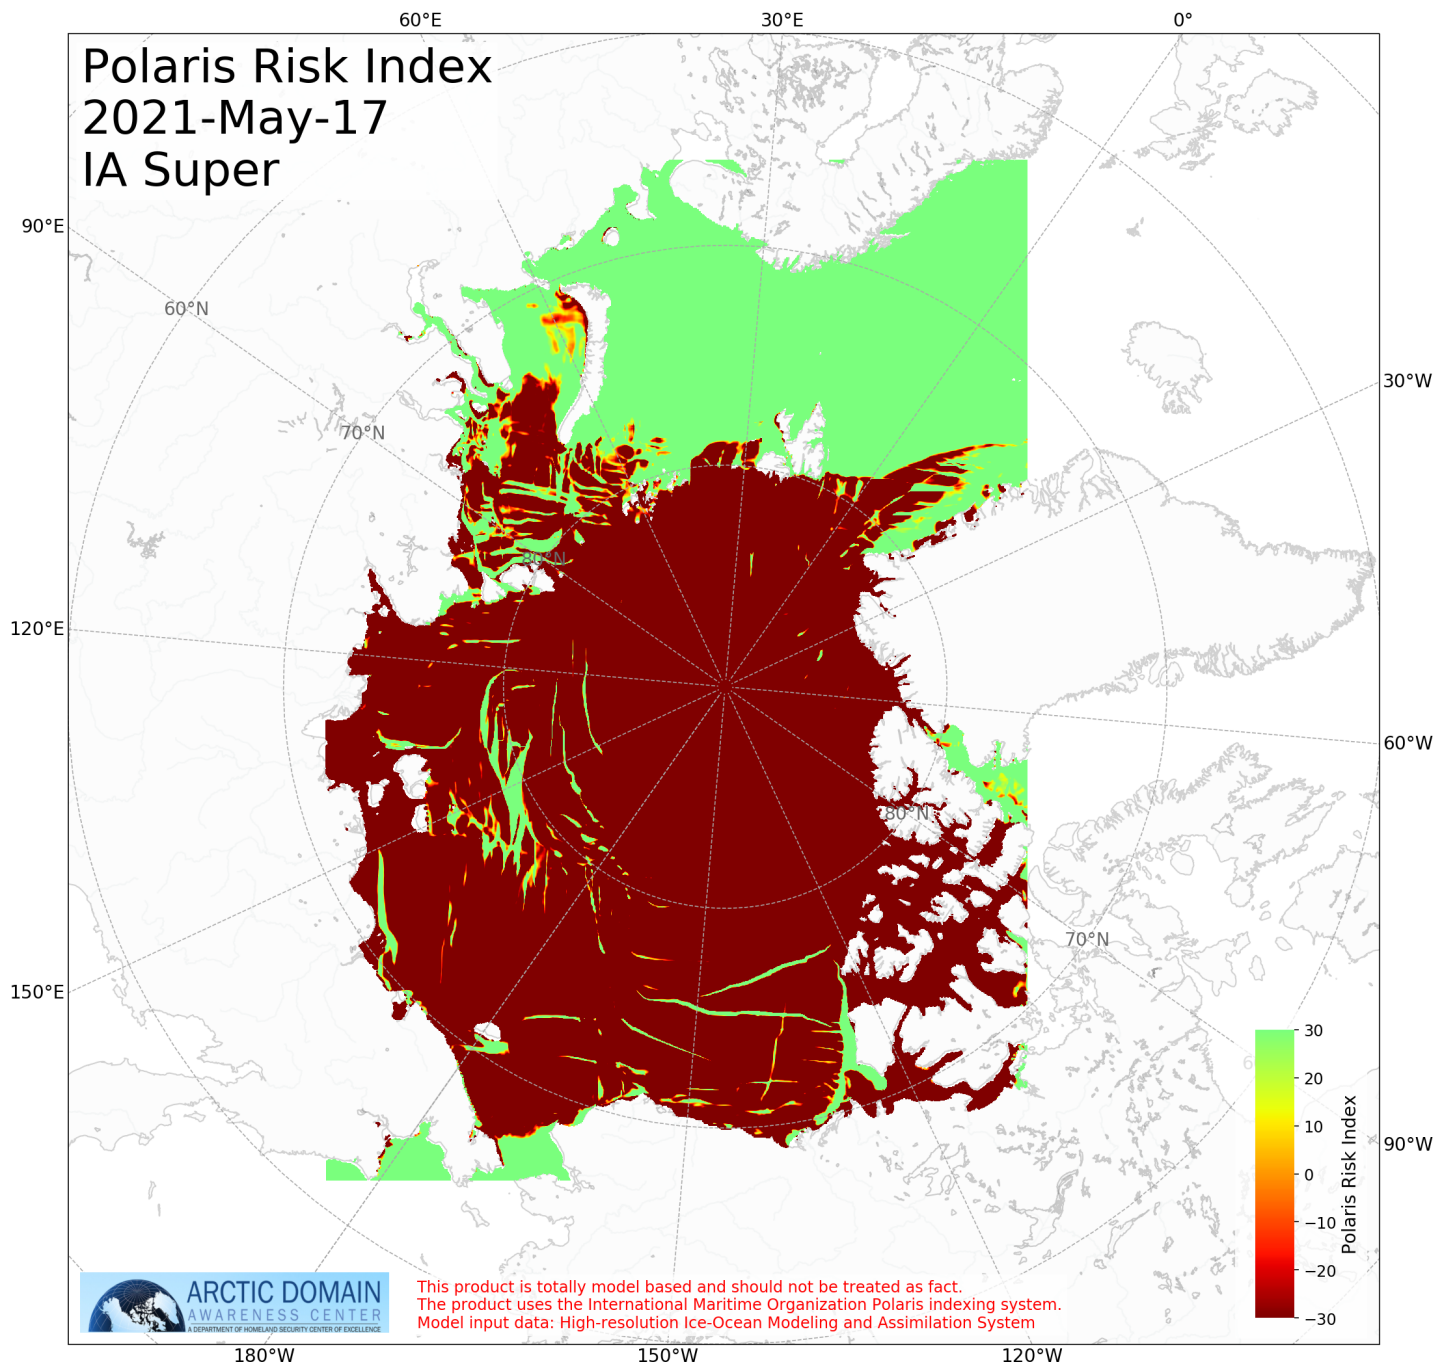 60°E
30°E
0°
Polaris Risk Index
2021-May-17
IA Super
90°E
60°N
30°W
70°N
80°N
120°E
60°W
80°N
70°N
150°E
30
20
10
0
−10
−20
−30
Polaris Risk Index
90°W
ARCTIC DOMAIN
AWARENESS CENTER
A DEPARTMENT OF HOMELAND SECURITY CENTER OF EXCELLENCE
This product is totally model based and should not be treated as fact.
The product uses the International Maritime Organization Polaris indexing system.
Model input data: High-resolution Ice-Ocean Modeling and Assimilation System
180°W
150°W
120°W